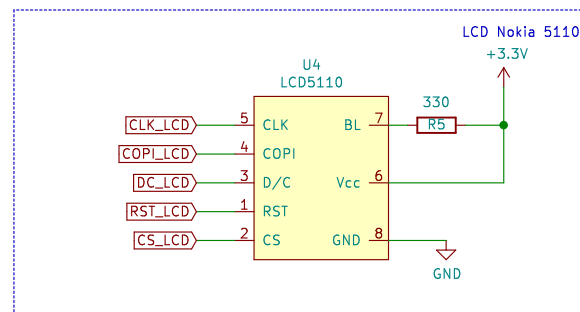 LCD Nokia 5110
+3.3V
U4
LCD5110
330
R5
CLK_LCD 5 CLK BL 7
COPI_LCD 4 COPI
DC_LCD 3 D/C Vcc 6
RST_LCD 1 RST
CS_LCD 2 CS GND 8
GND